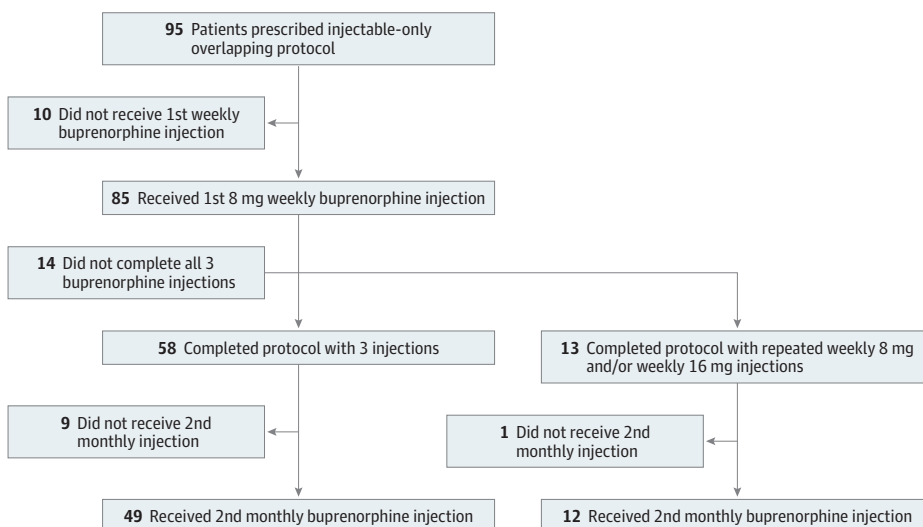 95 Patients prescribed injectable-only
overlapping protocol
10 Did not receive 1st weekly
buprenorphine injection
85 Received 1st 8 mg weekly buprenorphine injection
14 Did not complete all 3
buprenorphine injections
58 Completed protocol with 3 injections
13 Completed protocol with repeated weekly 8 mg
and/or weekly 16 mg injections
9 Did not receive 2nd
monthly injection
1 Did not receive 2nd
monthly injection
49 Received 2nd monthly buprenorphine injection
12 Received 2nd monthly buprenorphine injection